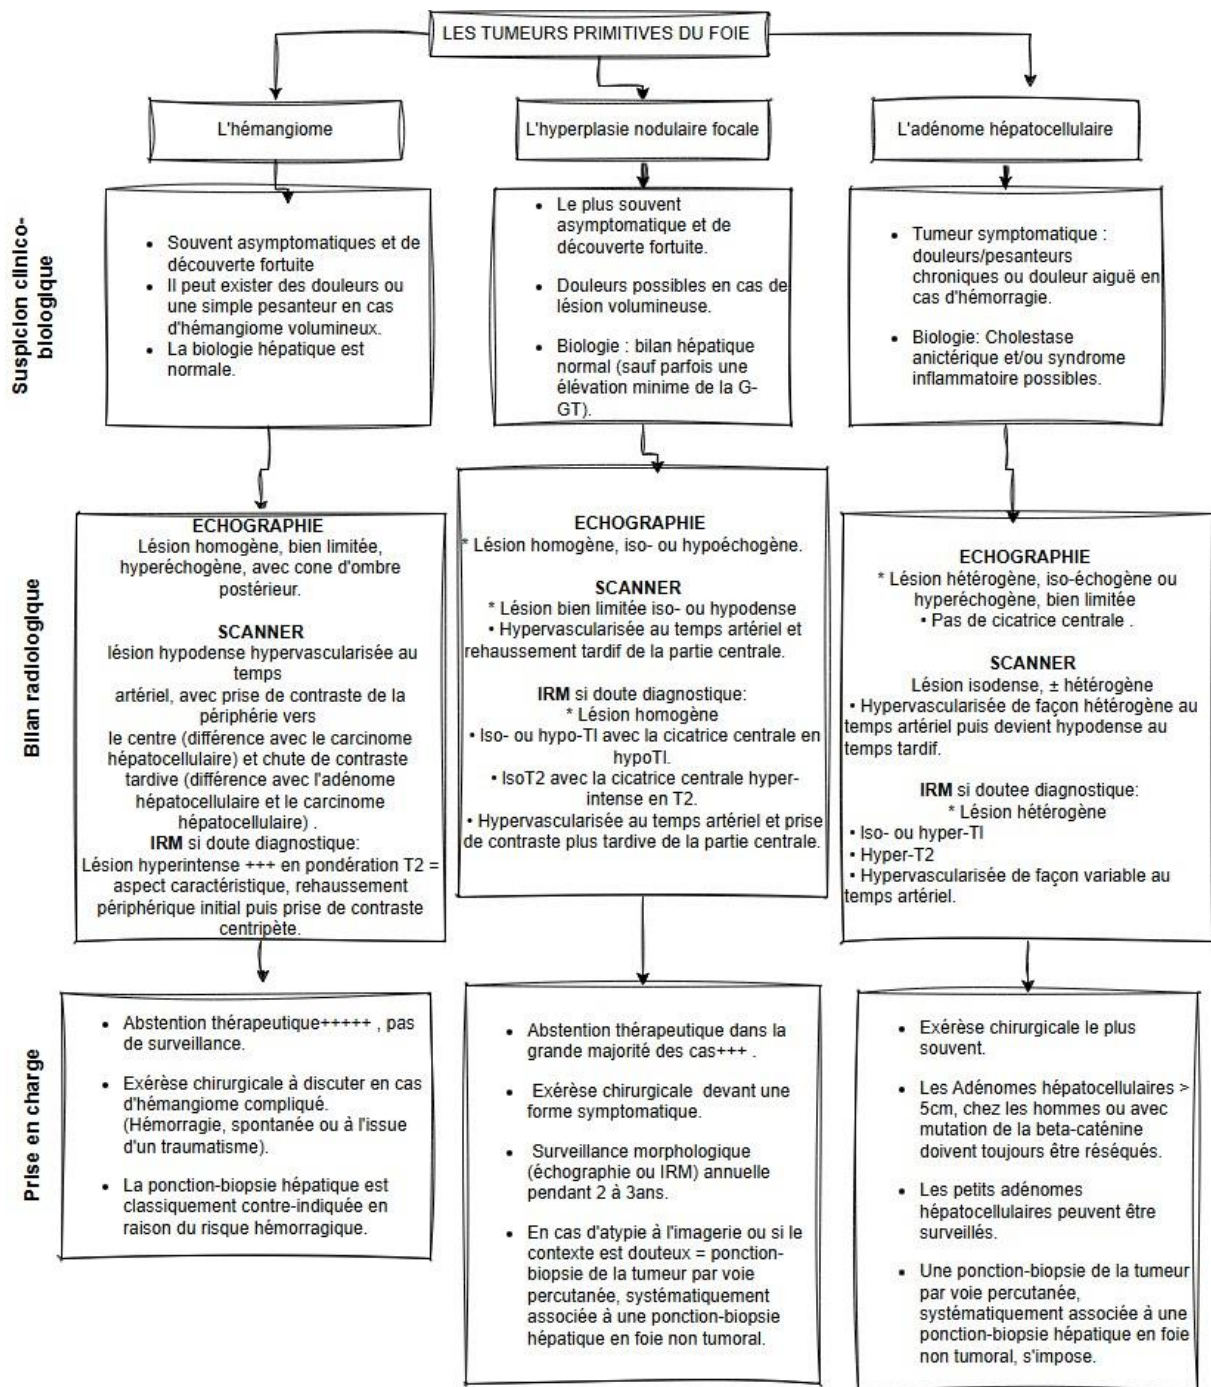 LES TUMEURS PRIMITIVES DU FOIE
L'hémangiome
L'hyperplasie nodulaire focale
L'adénome hépatocellulaire
Suspicion clinico-
biologique
• Souvent asymptomatiques et de
découverte fortuite
• Il peut exister des douleurs ou
une simple pesanteur en cas
d'hémangiome volumineux.
• La biologie hépatique est
normale.
• Le plus souvent
asymptomatique et de
découverte fortuite.
• Douleurs possibles en cas de
lésion volumineuse.
• Biologie : bilan hépatique
normal (sauf parfois une
élévation minime de la G-
GT).
• Tumeur symptomatique :
douleurs/pesanteurs
chroniques ou douleur aiguë en
cas d'hémorragie.
• Biologie: Cholestase
anictérique et/ou syndrome
inflammatoire possibles.
Bilan radiologique
ECHOGRAPHIE
Lésion homogène, bien limitée,
hyperéchogène, avec cone d'ombre
postérieur.
SCANNER
lésion hypodense hypervascularisée au
temps
artériel, avec prise de contraste de la
périphérie vers
le centre (différence avec le carcinome
hépatocellulaire) et chute de contraste
tardive (différence avec l'adénome
hépatocellulaire et le carcinome
hépatocellulaire) .
IRM si doute diagnostique:
Lésion hyperintense +++ en pondération T2 =
aspect caractéristique, rehaussement
périphérique initial puis prise de contraste
centripète.
ECHOGRAPHIE
* Lésion homogène, iso- ou hypoéchogène.
SCANNER
* Lésion bien limitée iso- ou hypodense
• Hypervascularisée au temps artériel et
rehaussement tardif de la partie centrale.
IRM si doute diagnostique:
* Lésion homogène
• Iso- ou hypo-TI avec la cicatrice centrale en
hypoTI.
• IsoT2 avec la cicatrice centrale hyper-
intense en T2.
• Hypervascularisée au temps artériel et prise
de contraste plus tardive de la partie centrale.
ECHOGRAPHIE
* Lésion hétérogène, iso-échogène ou
hyperéchogène, bien limitée
• Pas de cicatrice centrale .
SCANNER
Lésion isodense, ± hétérogène
• Hypervascularisée de façon hétérogène au
temps artériel puis devient hypodense au
temps tardif.
IRM si doutee diagnostique:
* Lésion hétérogène
• Iso- ou hyper-TI
• Hyper-T2
• Hypervascularisée de façon variable au
temps artériel.
Prise en charge
• Abstention thérapeutique+++++ , pas
de surveillance.
• Exérèse chirurgicale à discuter en cas
d'hémangiome compliqué.
(Hémorragie, spontanée ou à l'issue
d'un traumatisme).
• La ponction-biopsie hépatique est
classiquement contre-indiquée en
raison du risque hémorragique.
• Abstention thérapeutique dans la
grande majorité des cas+++ .
• Exérèse chirurgicale devant une
forme symptomatique.
• Surveillance morphologique
(échographie ou IRM) annuelle
pendant 2 à 3ans.
• En cas d'atypie à l'imagerie ou si le
contexte est douteux = ponction-
biopsie de la tumeur par voie
percutanée, systématiquement
associée à une ponction-biopsie
hépatique en foie non tumoral.
• Exérèse chirurgicale le plus
souvent.
• Les Adénomes hépatocellulaires >
5cm, chez les hommes ou avec
mutation de la beta-caténine
doivent toujours être réséqués.
• Les petits adénomes
hépatocellulaires peuvent être
surveillés.
• Une ponction-biopsie de la tumeur
par voie percutanée,
systématiquement associée à une
ponction-biopsie hépatique en foie
non tumoral, s'impose.